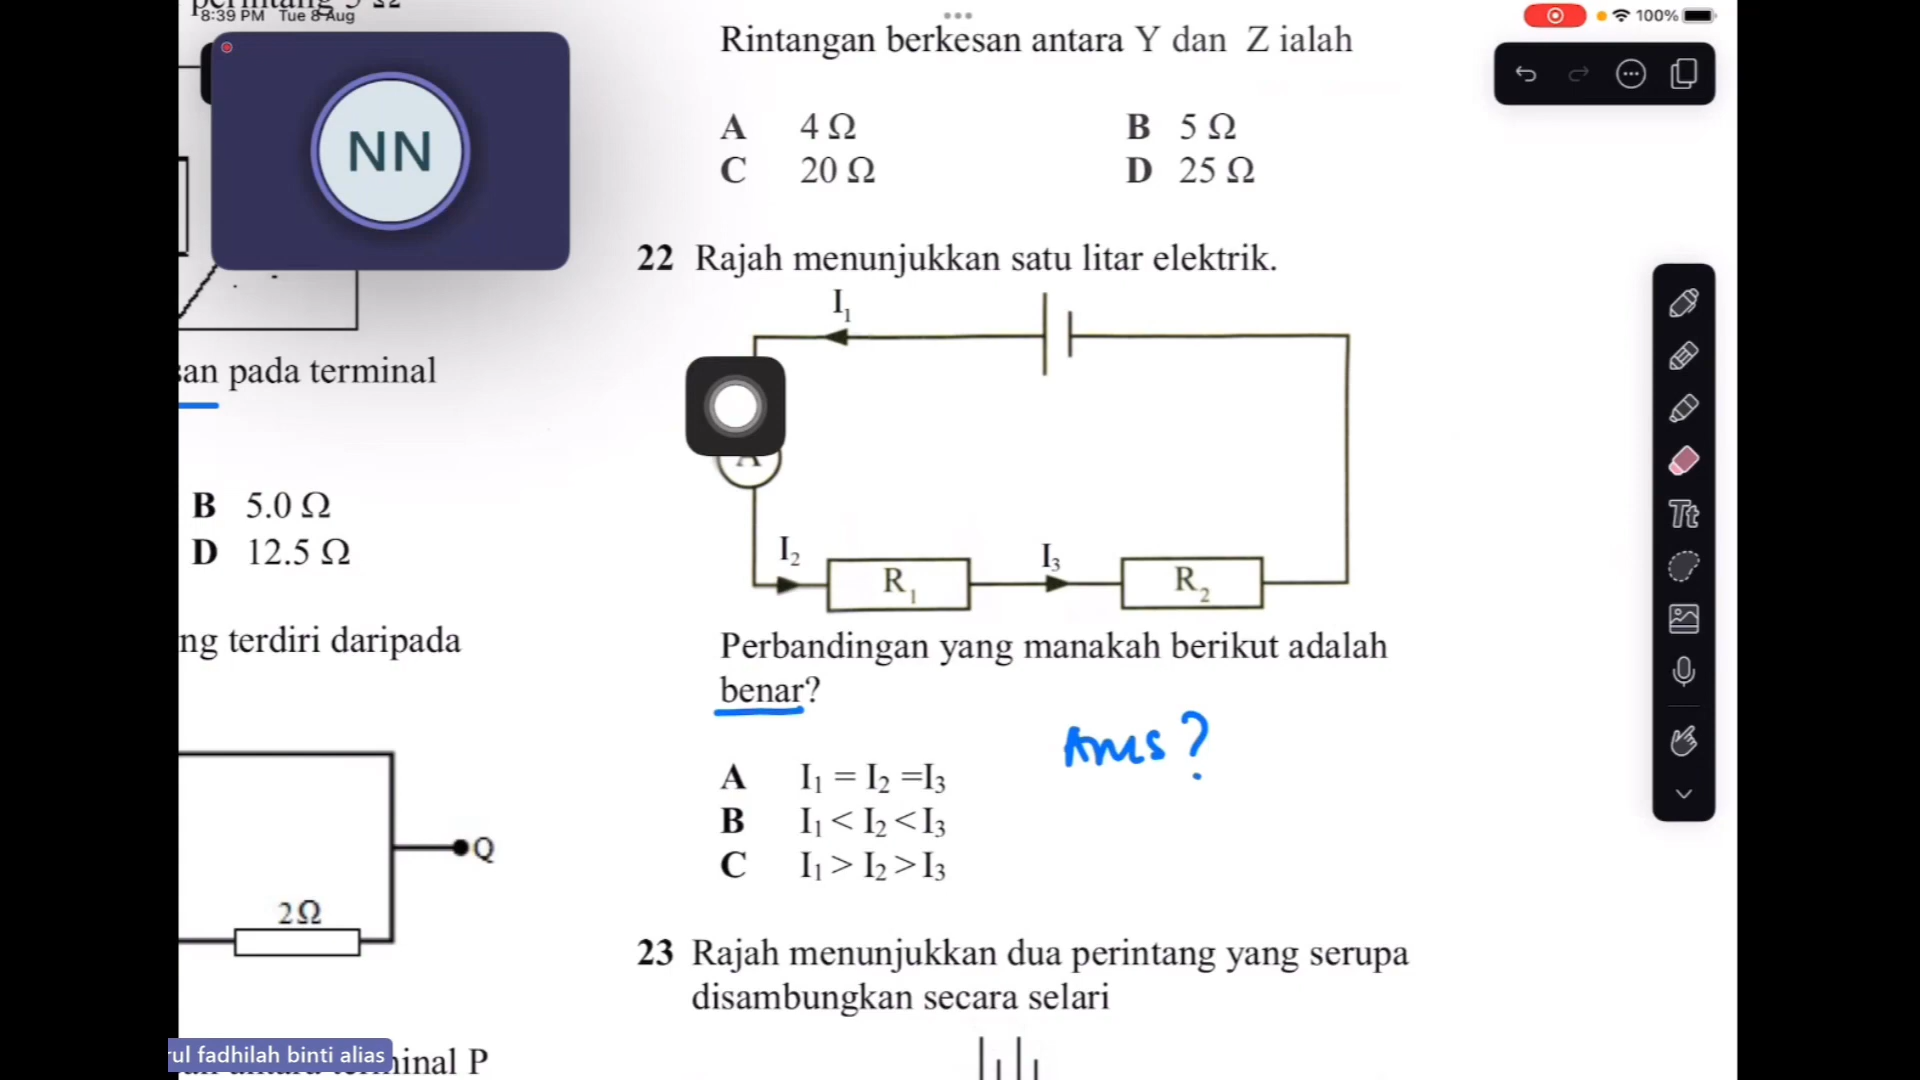 8:39 PM Tue 8 Aug
100%
NN
an pada terminal
B 5.0 Ω
D 12.5 Ω
ng terdiri daripada
Q
2Ω
rul fadhilah binti alias
inal P
Rintangan berkesan antara Y dan Z ialah
A 4 Ω B 5 Ω
C 20 Ω D 25 Ω
22 Rajah menunjukkan satu litar elektrik.
I₁
A
I₂
R₁
I₃
R₂
Perbandingan yang manakah berikut adalah
benar?
Ans?
A I₁ = I₂ =I₃
B I₁ < I₂ <I₃
C I₁ > I₂ >I₃
23 Rajah menunjukkan dua perintang yang serupa
disambungkan secara selari
Tt